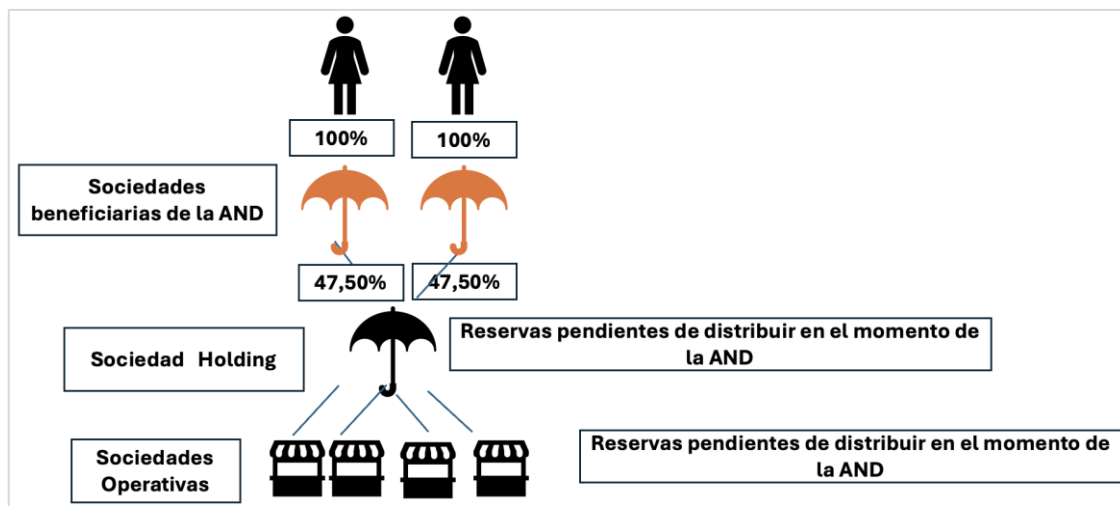 100%
100%
Sociedades
beneficiarias de la AND
47,50%
47,50%
Reservas pendientes de distribuir en el momento de
la AND
Sociedad Holding
Reservas pendientes de distribuir en el momento de
la AND
Sociedades
Operativas